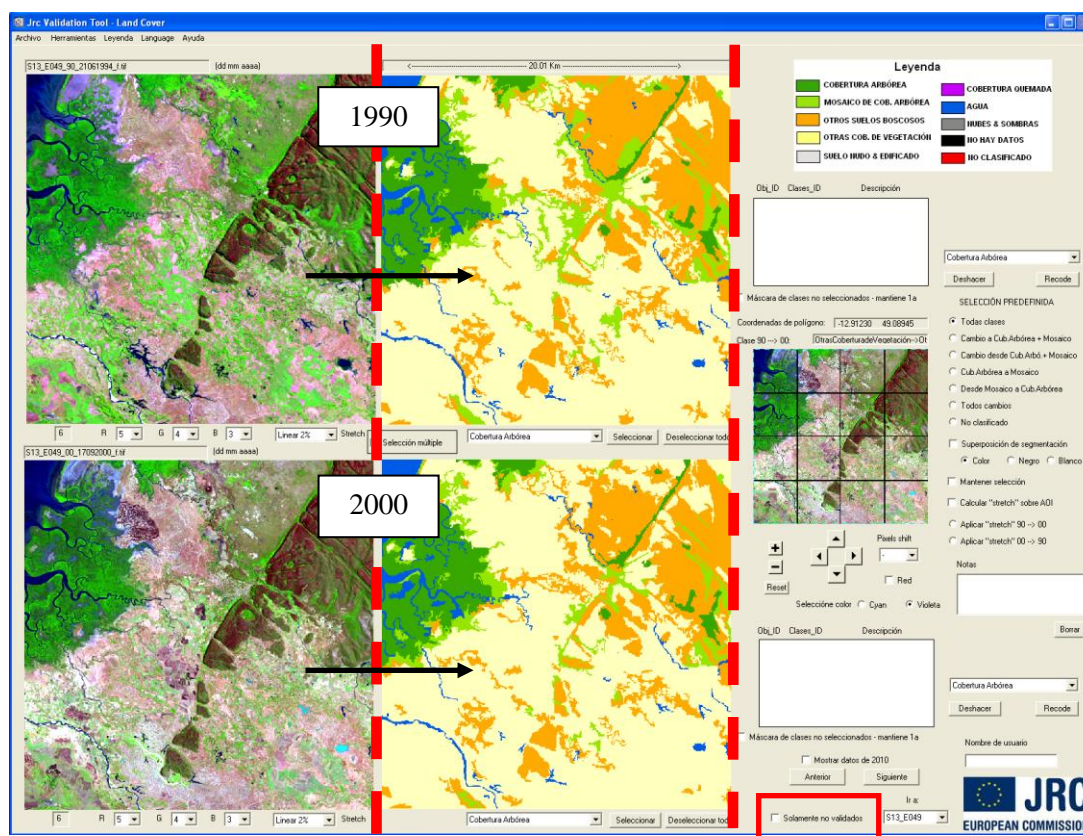 Jrc Validation Tool - Land Cover
Archivo Herramientas Leyenda Language Ayuda
S13_E049_90_21061994_f.tif (dd mm aaaa)
<---------- 20.01 Km ---------->
1990
6 R 5 G 4 B 3 Linear 2% Stretch
Selección múltiple Cobertura Arbórea Seleccionar Deseleccionar todo
S13_E049_00_17092000_f.tif (dd mm aaaa)
2000
6 R 5 G 4 B 3 Linear 2% Stretch
Cobertura Arbórea Seleccionar Deseleccionar tod
Leyenda
COBERTURA ARBÓREA
MOSAICO DE COB. ARBÓREA
OTROS SUELOS BOSCOSOS
OTRAS COB. DE VEGETACIÓN
SUELO NUDO & EDIFICADO
COBERTURA QUEMADA
AGUA
NUBES & SOMBRAS
NO HAY DATOS
NO CLASIFICADO
Obj_ID Clases_ID Descripción
Máscara de clases no seleccionados - mantiene 1a
Coordenadas de polígono: -12.91230 49.08945
Clase 90 --> 00: OtrasCoberturadeVegetación->Ot
Pixels shift
-
+
-
Reset
Red
Seleccióne color Cyan Violeta
Obj_ID Clases_ID Descripción
Máscara de clases no seleccionados - mantiene 1a
Mostrar datos de 2010
Anterior Siguiente
Solamente no validados
Ir a:
S13_E049
Cobertura Arbórea
Deshacer Recode
SELECCIÓN PREDEFINIDA
Todas clases
Cambio a Cub.Arbórea + Mosaico
Cambio desde Cub.Arbó.+ Mosaico
Cub.Arbórea a Mosaico
Desde Mosaico a Cub.Arbórea
Todos cambios
No clasificado
Superposición de segmentación
Color Negro Blanco
Mantener selección
Calcular "stretch" sobre AOI
Aplicar "stretch" 90 --> 00
Aplicar "stretch" 00 --> 90
Notas
Borrar
Cobertura Arbórea
Deshacer Recode
Nombre de usuario
JRC
EUROPEAN COMMISSION